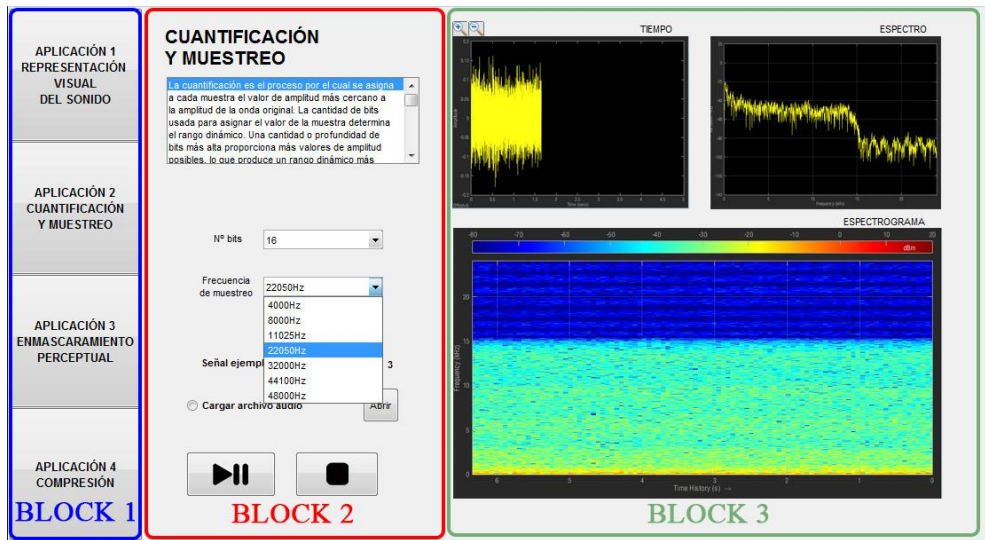 APLICACIÓN 1
REPRESENTACIÓN
VISUAL
DEL SONIDO
APLICACIÓN 2
CUANTIFICACIÓN
Y MUESTREO
APLICACIÓN 3
ENMASCARAMIENTO
PERCEPTUAL
APLICACIÓN 4
COMPRESIÓN
BLOCK 1
CUANTIFICACIÓN
Y MUESTREO
La cuantificación es el proceso por el cual se asigna
a cada muestra el valor de amplitud más cercano a
la amplitud de la onda original. La cantidad de bits
usada para asignar el valor de la muestra determina
el rango dinámico. Una cantidad o profundidad de
bits más alta proporciona más valores de amplitud
posibles, lo que produce un rango dinámico más
Nº bits 16
Frecuencia
de muestreo
22050Hz
4000Hz
8000Hz
11025Hz
22050Hz
32000Hz
44100Hz
48000Hz
Señal ejempl 3
Cargar archivo audio
Abrir
BLOCK 2
TIEMPO
Amplitude
Time (secs)
ESPECTRO
Frequency (kHz)
ESPECTROGRAMA
-80 -70 -60 -50 -40 -30 -20 -10 0 10 20
dBm
Frequency (kHz)
20
15
10
5
0
6 5 4 3 2 1 0
Time History (s) →
BLOCK 3